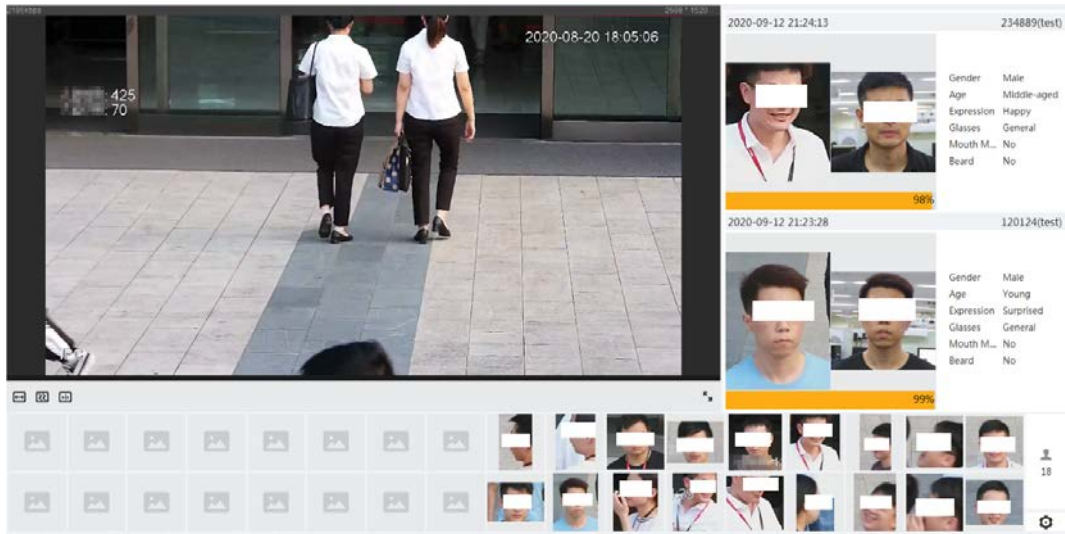 2020-08-20 18:05:06
: 425
: 70
2020-09-12 21:24:13 234889(test)
Gender Male
Age Middle-aged
Expression Happy
Glasses General
Mouth M... No
Beard No
98%
2020-09-12 21:23:28 120124(test)
Gender Male
Age Young
Expression Surprised
Glasses General
Mouth M... No
Beard No
99%
18